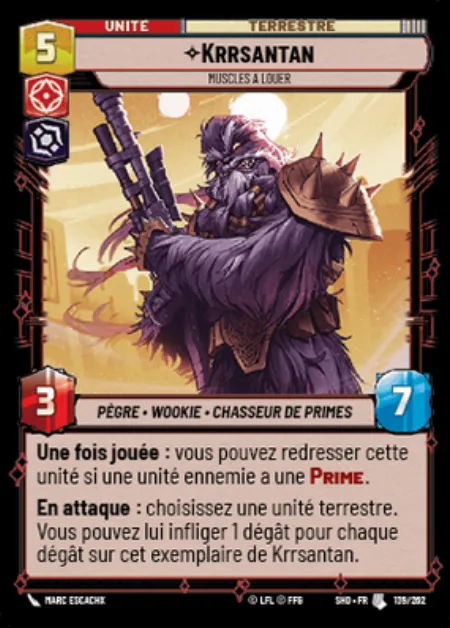 UNITÉ
TERRESTRE
5
KRRSANTAN
MUSCLES À LOUER
3
PÈGRE • WOOKIE • CHASSEUR DE PRIMES
7
Une fois jouée : vous pouvez redresser cette
unité si une unité ennemie a une PRIME.
En attaque : choisissez une unité terrestre.
Vous pouvez lui infliger 1 dégât pour chaque
dégât sur cet exemplaire de Krrsantan.
MARC ESCACHX
© LFL ℗ FFG
SHD • FR